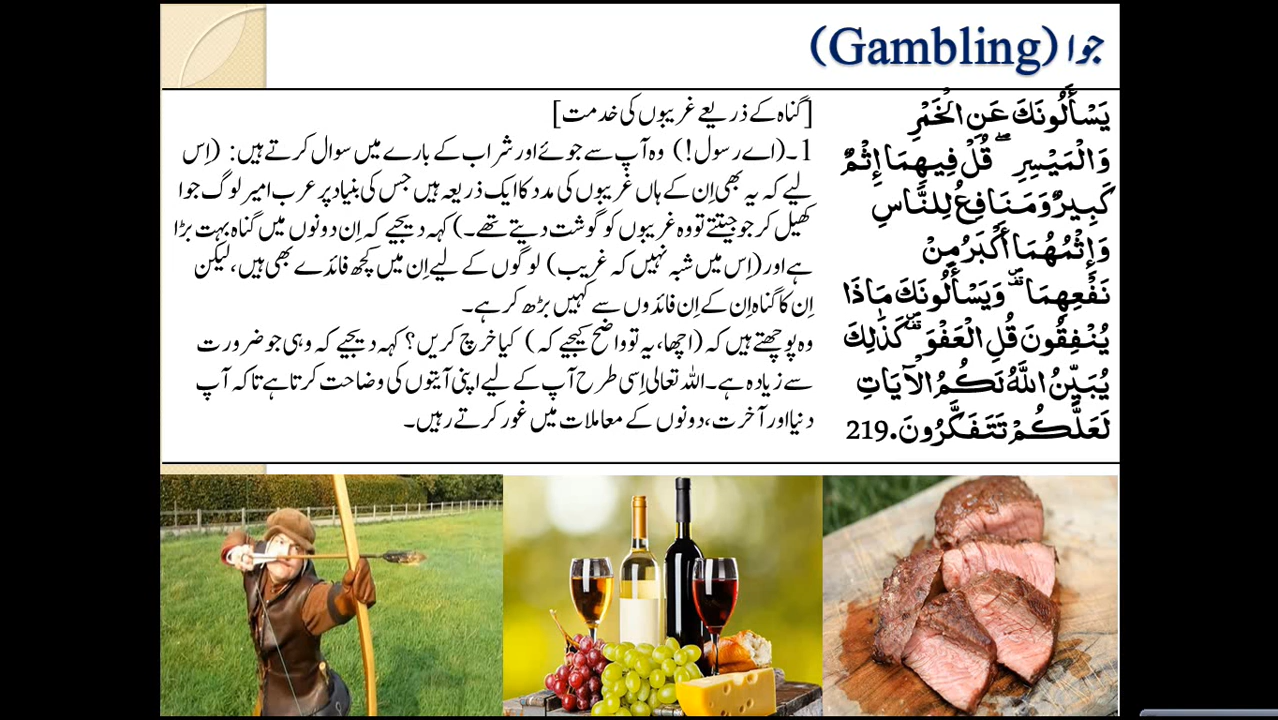 جوا (Gambling)
يَسْأَلُونَكَ عَنِ الْخَمْرِ
وَالْمَيْسِرِ ۖ قُلْ فِيهِمَا إِثْمٌ
كَبِيرٌ وَمَنَافِعُ لِلنَّاسِ
وَإِثْمُهُمَا أَكْبَرُ مِنْ
نَفْعِهِمَا ۗ وَيَسْأَلُونَكَ مَاذَا
يُنْفِقُونَ قُلِ الْعَفْوَ ۗ كَذَٰلِكَ
يُبَيِّنُ اللَّهُ لَكُمُ الْآيَاتِ
لَعَلَّكُمْ تَتَفَكَّرُونَ.219
[گناہ کے ذریعے غریبوں کی خدمت]
1۔(اے رسول!) وہ آپ سے جوئے اور شراب کے بارے میں سوال کرتے ہیں: (اِس
لیے کہ یہ بھی اِن کے ہاں غریبوں کی مدد کا ایک ذریعہ ہیں جس کی بنیاد پر عرب امیر لوگ جوا
کھیل کر جو جیتتے تو وہ غریبوں کو گوشت دیتے تھے۔) کہہ دیجیے کہ اِن دونوں میں گناہ بہت بڑا
ہے اور (اِس میں شبہ نہیں کہ غریب) لوگوں کے لیے اِن میں کچھ فائدے بھی ہیں، لیکن
اِن کا گناہ اِن کے اِن فائدوں سے کہیں بڑھ کر ہے۔
وہ پوچھتے ہیں کہ (اچھا، یہ تو واضح کیجیے کہ) کیا خرچ کریں؟ کہہ دیجیے کہ وہی جو ضرورت
سے زیادہ ہے۔ اللہ تعالی اِسی طرح آپ کے لیے اپنی آیتوں کی وضاحت کرتا ہے تاکہ آپ
دنیا اور آخرت، دونوں کے معاملات میں غور کرتے رہیں۔